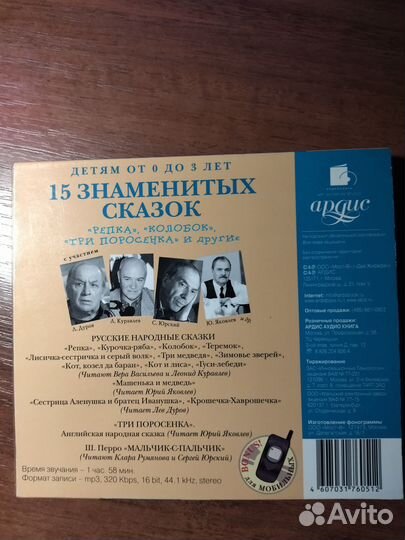 ДЕТЯМ ОТ 0 ДО 3 ЛЕТ
15 ЗНАМЕНИТЫХ
СКАЗОК
«РЕПКА», «КОЛОБОК»,
«ТРИ ПОРОСЕНКА» И ДРУГИЕ
с участием
Л. Дуров
Л. Куравлев
С. Юрский
Ю. Яковлев
и др.
РУССКИЕ НАРОДНЫЕ СКАЗКИ
«Репка», «Курочка-ряба», «Колобок», «Теремок»,
«Лисичка-сестричка и серый волк», «Три медведя», «Зимовье зверей»,
«Кот, козел да баран», «Кот и лиса», «Гуси-лебеди»
(Читают Вера Васильева и Леонид Куравлев)
«Машенька и медведь»
(Читает Юрий Яковлев)
«Сестрица Аленушка и братец Иванушка», «Крошечка-Хаврошечка»
(Читает Лев Дуров)
«ТРИ ПОРОСЕНКА».
Английская народная сказка (Читает Юрий Яковлев)
Ш. Перро «МАЛЬЧИК-С-ПАЛЬЧИК»
(Читают Клара Румянова и Сергей Юрский)
Время звучания – 1 час. 58 мин.
Формат записи – mp3, 320 Kbps, 16 bit, 44,1 kHz, stereo
БОНУС!
для МОБИЛЬНЫХ
ардис
Internet:
Оптовые продажи:
Розничные продажи:
АРДИС АУДИО КНИГА
Тиражирование:
Изготовление фонограммы
4 607031 760512
Avito